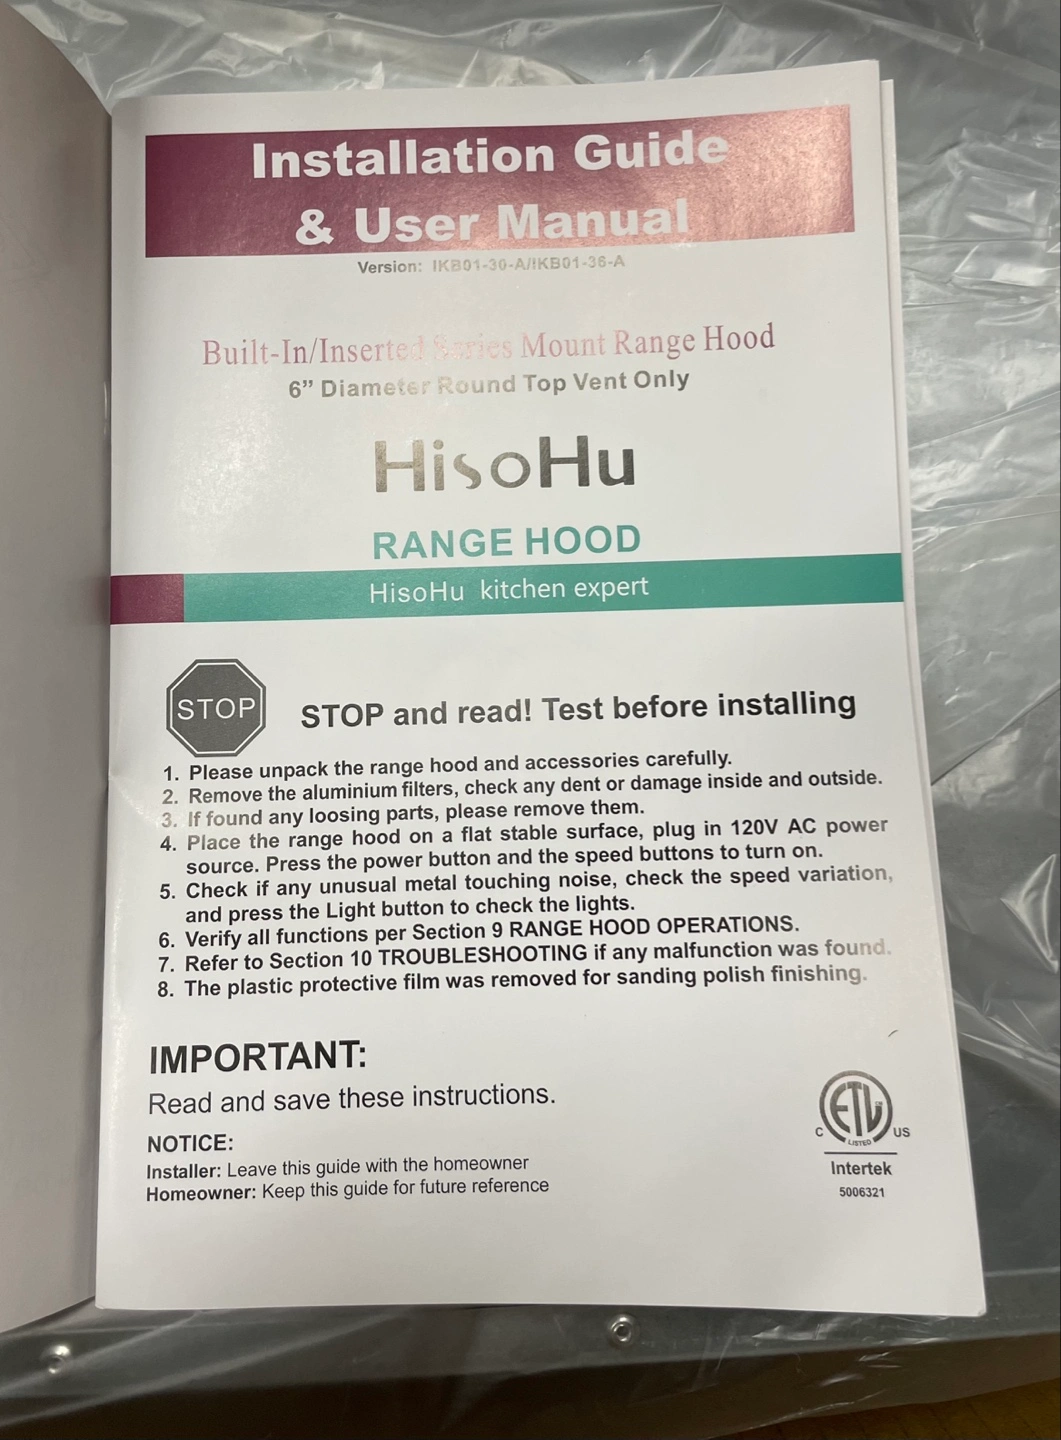 Installation Guide
& User Manual
Version: IKB01-30-A/IKB01-36-A
Built-In/Inserted Series Mount Range Hood
6” Diameter Round Top Vent Only
HisoHu
RANGE HOOD
HisoHu kitchen expert
STOP
STOP and read! Test before installing
1. Please unpack the range hood and accessories carefully.
2. Remove the aluminium filters, check any dent or damage inside and outside.
3. If found any loosing parts, please remove them.
4. Place the range hood on a flat stable surface, plug in 120V AC power
source. Press the power button and the speed buttons to turn on.
5. Check if any unusual metal touching noise, check the speed variation,
and press the Light button to check the lights.
6. Verify all functions per Section 9 RANGE HOOD OPERATIONS.
7. Refer to Section 10 TROUBLESHOOTING if any malfunction was found.
8. The plastic protective film was removed for sanding polish finishing.
IMPORTANT:
Read and save these instructions.
NOTICE:
Installer: Leave this guide with the homeowner
Homeowner: Keep this guide for future reference
ETL
C LISTED US
Intertek
5006321